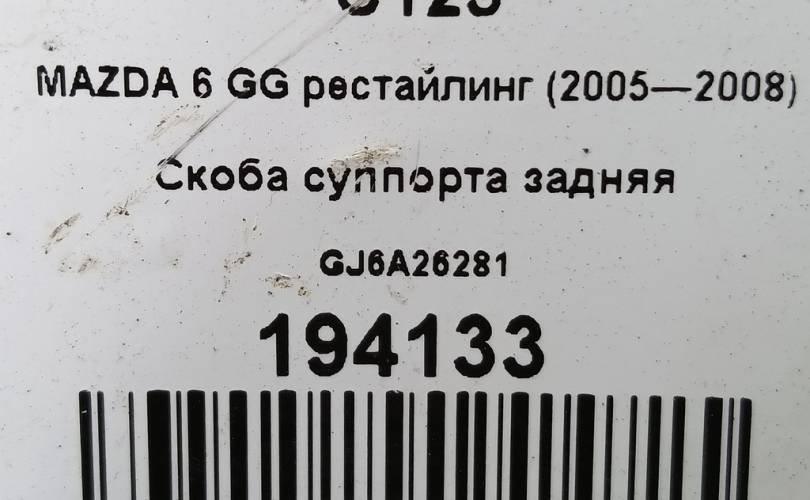 MAZDA 6 GG рестайлинг (2005—2008)
Скоба суппорта задняя
GJ6A26281
194133